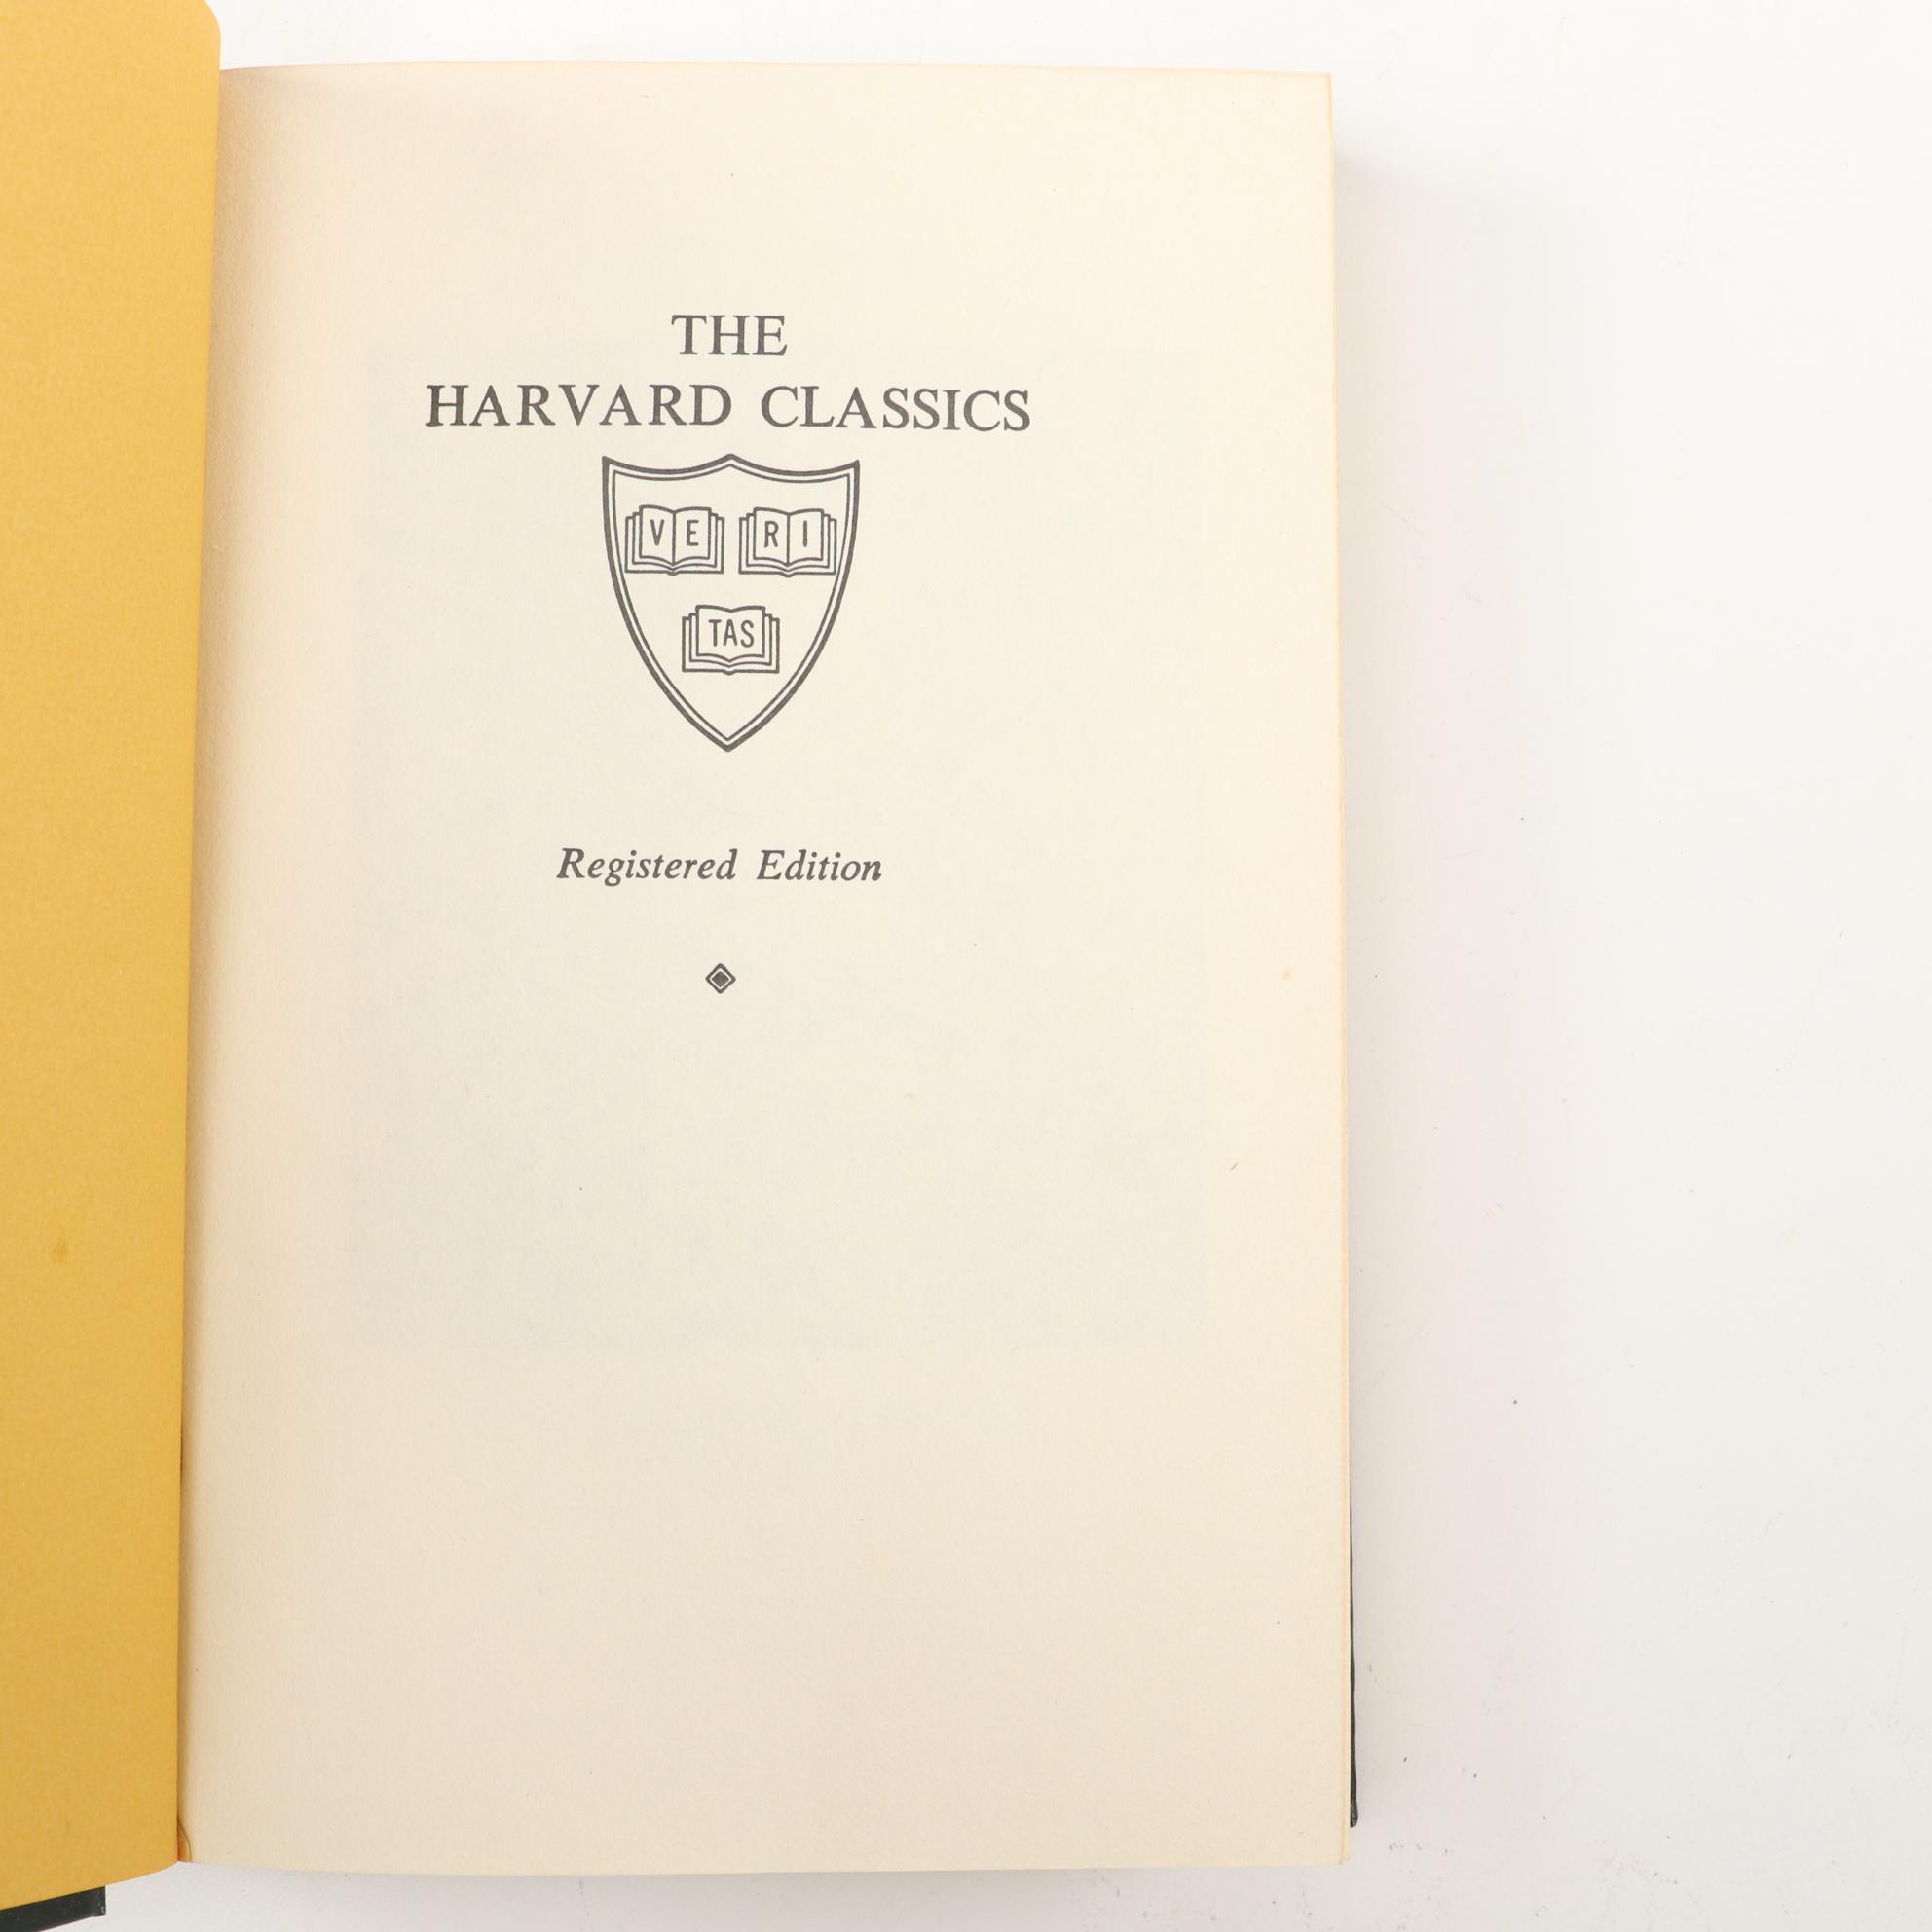 THE
HARVARD CLASSICS
VE RI
TAS
Registered Edition